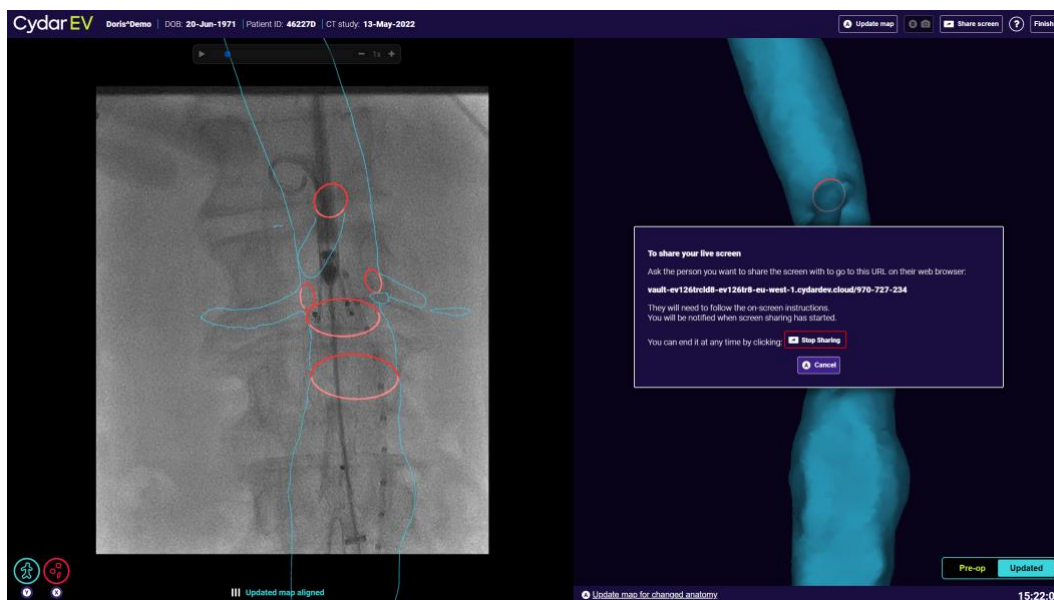 Cydar EV Doris^Demo | DOB: 20-Jun-1971 | Patient ID: 46227D | CT study: 13-May-2022
A Update map
Share screen
?
Finish
1x
To share your live screen
Ask the person you want to share the screen with to go to this URL on their web browser:
vault-ev126trcld8-ev126tr8-eu-west-1.cydardev.cloud/970-727-234
They will need to follow the on-screen instructions.
You will be notified when screen sharing has started.
You can end it at any time by clicking: Stop Sharing
A Cancel
Pre-op Updated
Y X
Updated map aligned
A Update map for changed anatomy
15:22:0